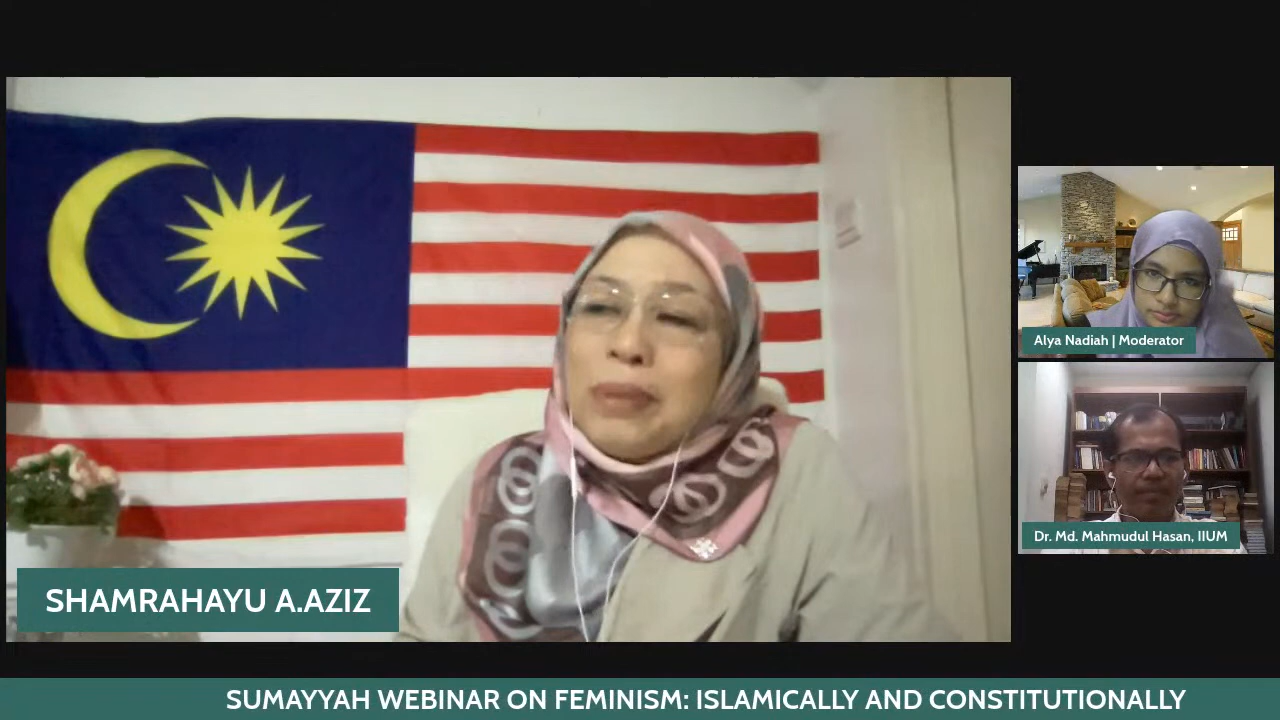 Alya Nadiah | Moderator
Dr. Md. Mahmudul Hasan, IIUM
SHAMRAHAYU A.AZIZ
SUMAYYAH WEBINAR ON FEMINISM: ISLAMICALLY AND CONSTITUTIONALLY